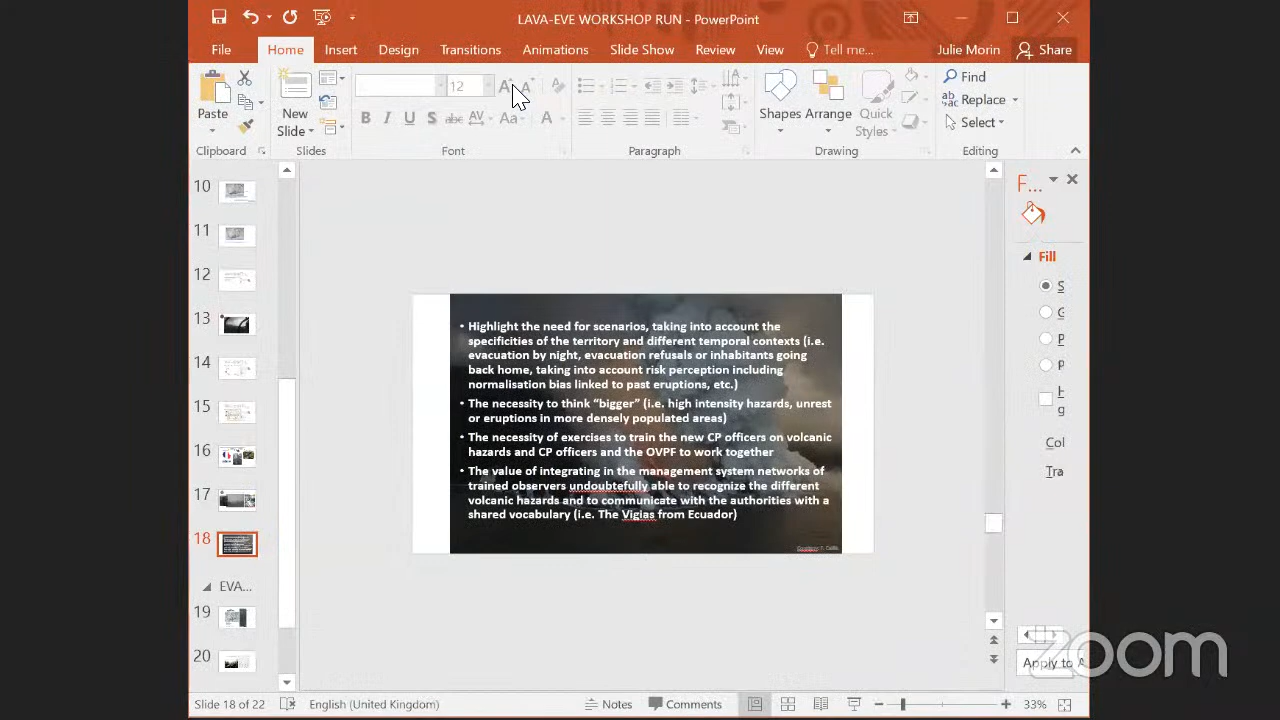 LAVA-EVE WORKSHOP RUN - PowerPoint
File Home Insert Design Transitions Animations Slide Show Review View Tell me... Julie Morin Share
Paste
New
Slide
12
B I U S abc AV Aa A
Shapes Arrange Quick
Styles
Find
Replace
Select
Clipboard Slides Font Paragraph Drawing Editing
10
11
12
13
14
15
16
17
18
EVA...
19
20
• Highlight the need for scenarios, taking into account the
specificities of the territory and different temporal contexts (i.e.
evacuation by night, evacuation refusals or inhabitants going
back home, taking into account risk perception including
normalisation bias linked to past eruptions, etc.)
• The necessity to think “bigger” (i.e. high intensity hazards, unrest
or eruptions in more densely populated areas)
• The necessity of exercises to train the new CP officers on volcanic
hazards and CP officers and the OVPF to work together
• The value of integrating in the management system networks of
trained observers undoubtefully able to recognize the different
volcanic hazards and to communicate with the authorities with a
shared vocabulary (i.e. The Vigias from Ecuador)
F...
Fill
S
G
P
P
Col
Tra
Apply to A
zoom
Slide 18 of 22 English (United Kingdom) Notes Comments 33%